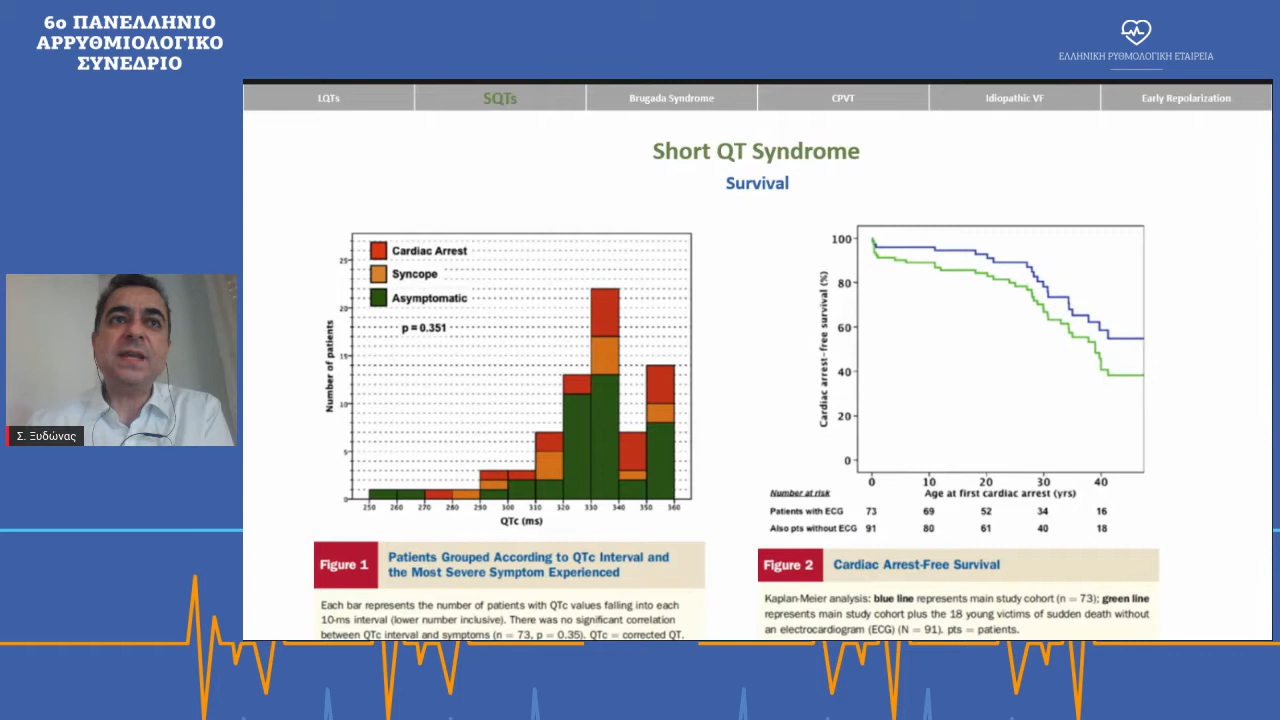 6ο ΠΑΝΕΛΛΗΝΙΟ
ΑΡΡΥΘΜΙΟΛΟΓΙΚΟ
ΣΥΝΕΔΡΙΟ
ΕΛΛΗΝΙΚΗ ΡΥΘΜΟΛΟΓΙΚΗ ΕΤΑΙΡΕΙΑ
LQTs
SQTs
Brugada Syndrome
CPVT
Idiopathic VF
Early Repolarization
Short QT Syndrome
Survival
Cardiac Arrest
Syncope
Asymptomatic
p = 0.351
Number of patients
25
20
15
10
5
0
250 260 270 280 290 300 310 320 330 340 350 360
QTc (ms)
Figure 1
Patients Grouped According to QTc Interval and
the Most Severe Symptom Experienced
Each bar represents the number of patients with QTc values falling into each
10-ms interval (lower number inclusive). There was no significant correlation
between QTc interval and symptoms (n = 73, p = 0.35). QTc = corrected QT.
Cardiac arrest-free survival (%)
100
80
60
40
20
0
0 10 20 30 40
Number at risk
Age at first cardiac arrest (yrs)
Patients with ECG 73 69 52 34 16
Also pts without ECG 91 80 61 40 18
Figure 2
Cardiac Arrest-Free Survival
Kaplan-Meier analysis: blue line represents main study cohort (n = 73); green line
represents main study cohort plus the 18 young victims of sudden death without
an electrocardiogram (ECG) (N = 91). pts = patients.
Σ. Ξυδώνας